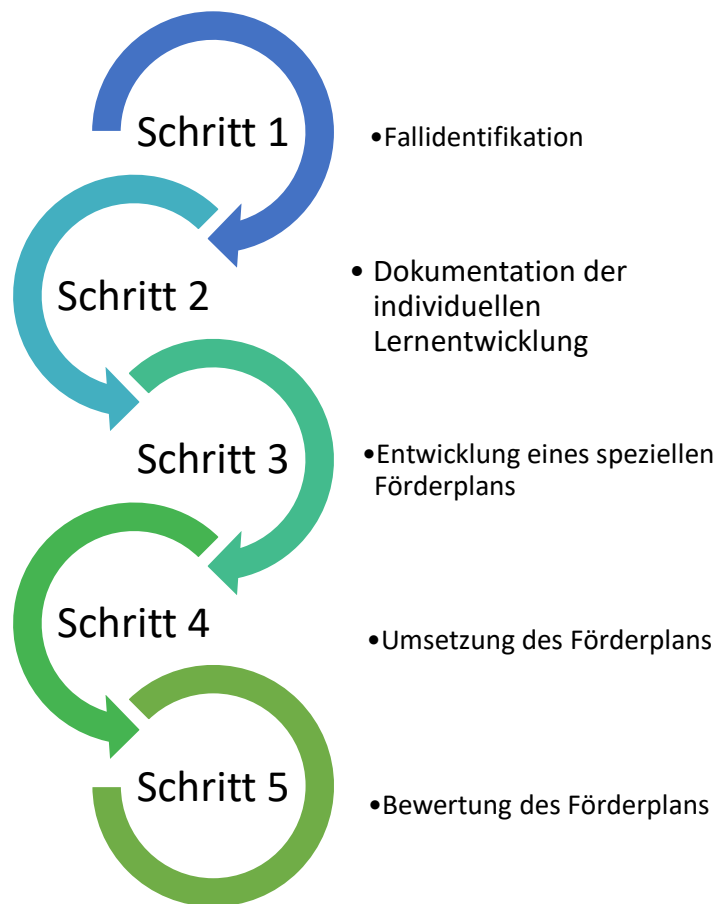 Schritt 1
•Fallidentifikation
Schritt 2
• Dokumentation der
individuellen
Lernentwicklung
Schritt 3
•Entwicklung eines speziellen
Förderplans
Schritt 4
•Umsetzung des Förderplans
Schritt 5
•Bewertung des Förderplans